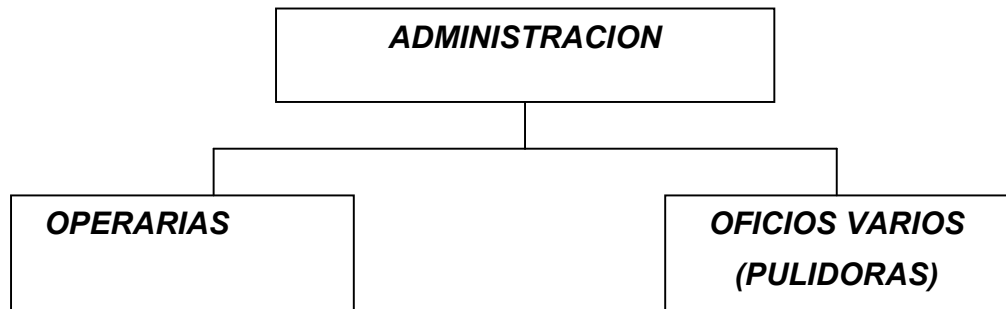 ADMINISTRACION
OPERARIAS
OFICIOS VARIOS
(PULIDORAS)